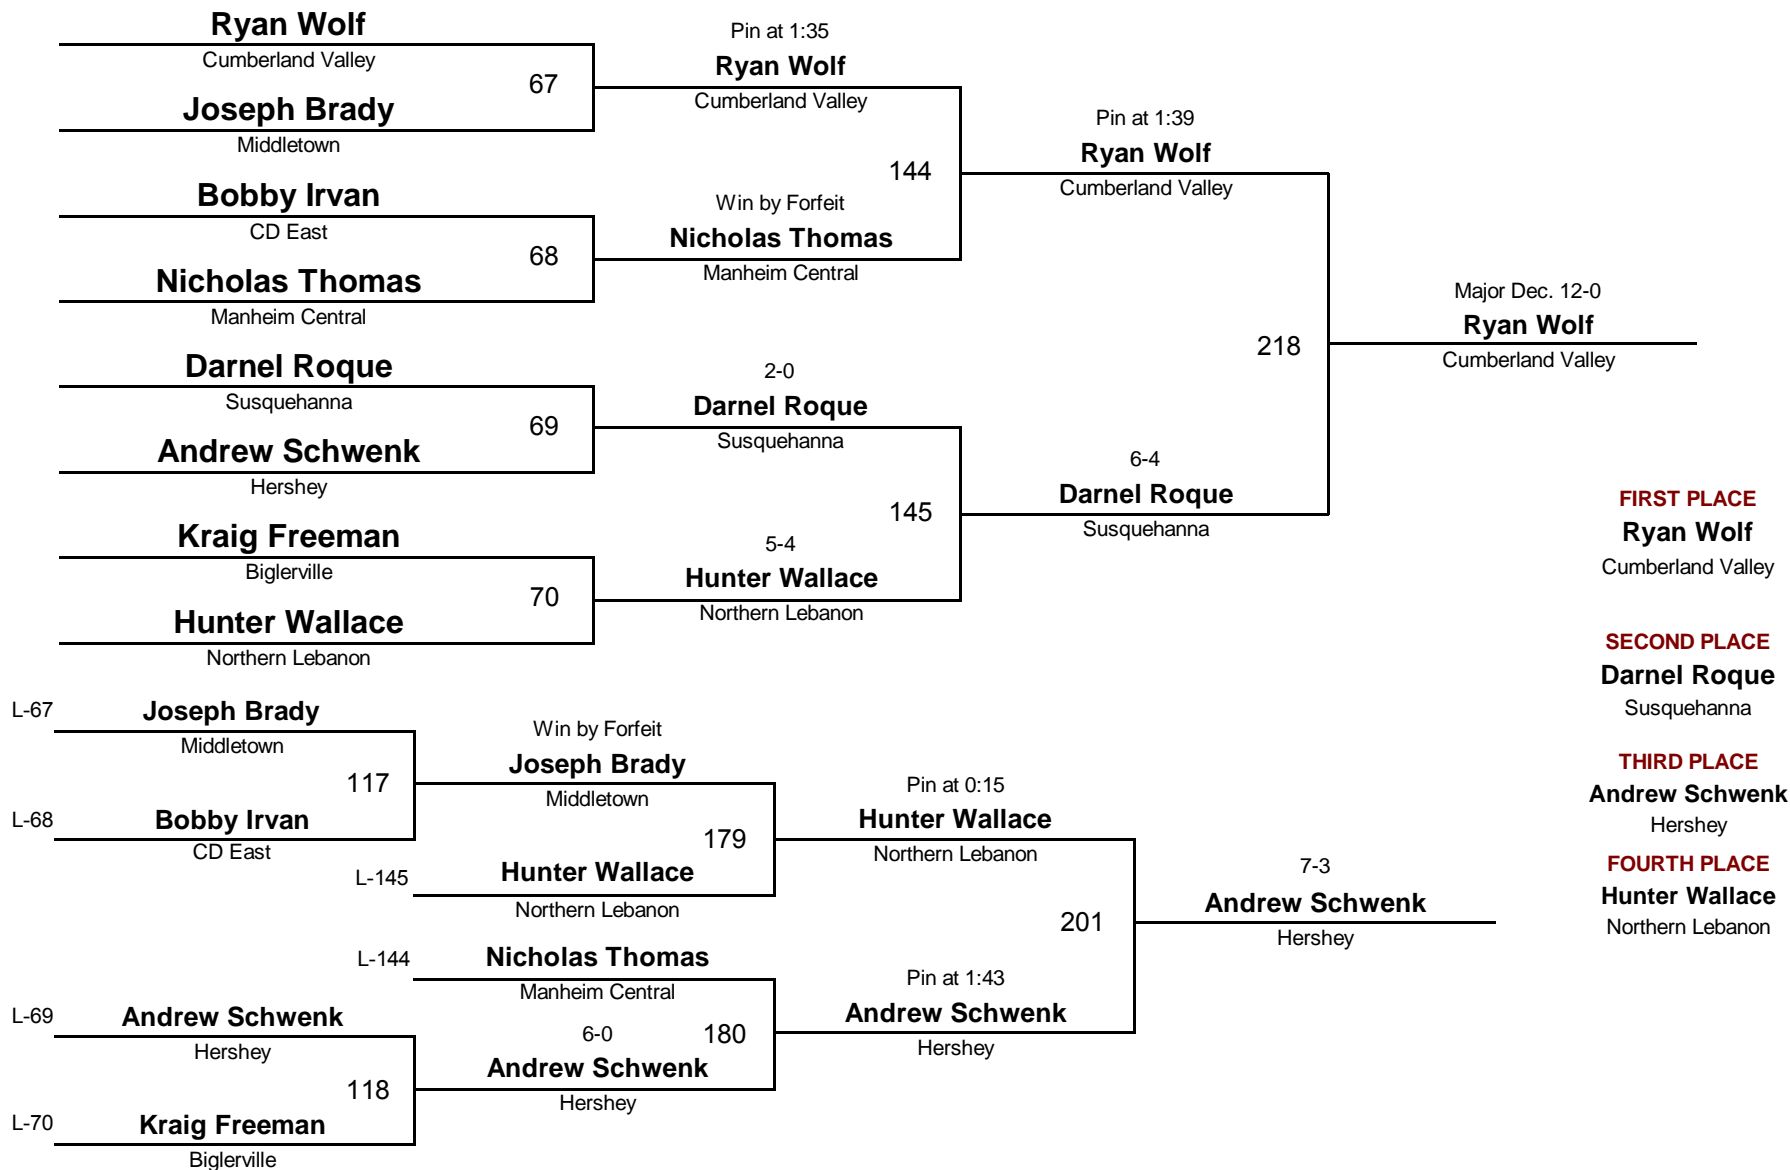 Ryan Wolf
Cumberland Valley
67
Joseph Brady
Middletown
Bobby Irvan
CD East
68
Nicholas Thomas
Manheim Central
Darnel Roque
Susquehanna
69
Andrew Schwenk
Hershey
Kraig Freeman
Biglerville
70
Hunter Wallace
Northern Lebanon
Pin at 1:35
Ryan Wolf
Cumberland Valley
144
Win by Forfeit
Nicholas Thomas
Manheim Central
2-0
Darnel Roque
Susquehanna
145
5-4
Hunter Wallace
Northern Lebanon
Pin at 1:39
Ryan Wolf
Cumberland Valley
218
6-4
Darnel Roque
Susquehanna
Major Dec. 12-0
Ryan Wolf
Cumberland Valley
FIRST PLACE
Ryan Wolf
Cumberland Valley
SECOND PLACE
Darnel Roque
Susquehanna
THIRD PLACE
Andrew Schwenk
Hershey
FOURTH PLACE
Hunter Wallace
Northern Lebanon
L-67
Joseph Brady
Middletown
117
L-68
Bobby Irvan
CD East
Win by Forfeit
Joseph Brady
Middletown
179
L-145
Hunter Wallace
Northern Lebanon
L-144
Nicholas Thomas
Manheim Central
180
L-69
Andrew Schwenk
Hershey
118
L-70
Kraig Freeman
Biglerville
6-0
Andrew Schwenk
Hershey
Pin at 0:15
Hunter Wallace
Northern Lebanon
201
Pin at 1:43
Andrew Schwenk
Hershey
7-3
Andrew Schwenk
Hershey